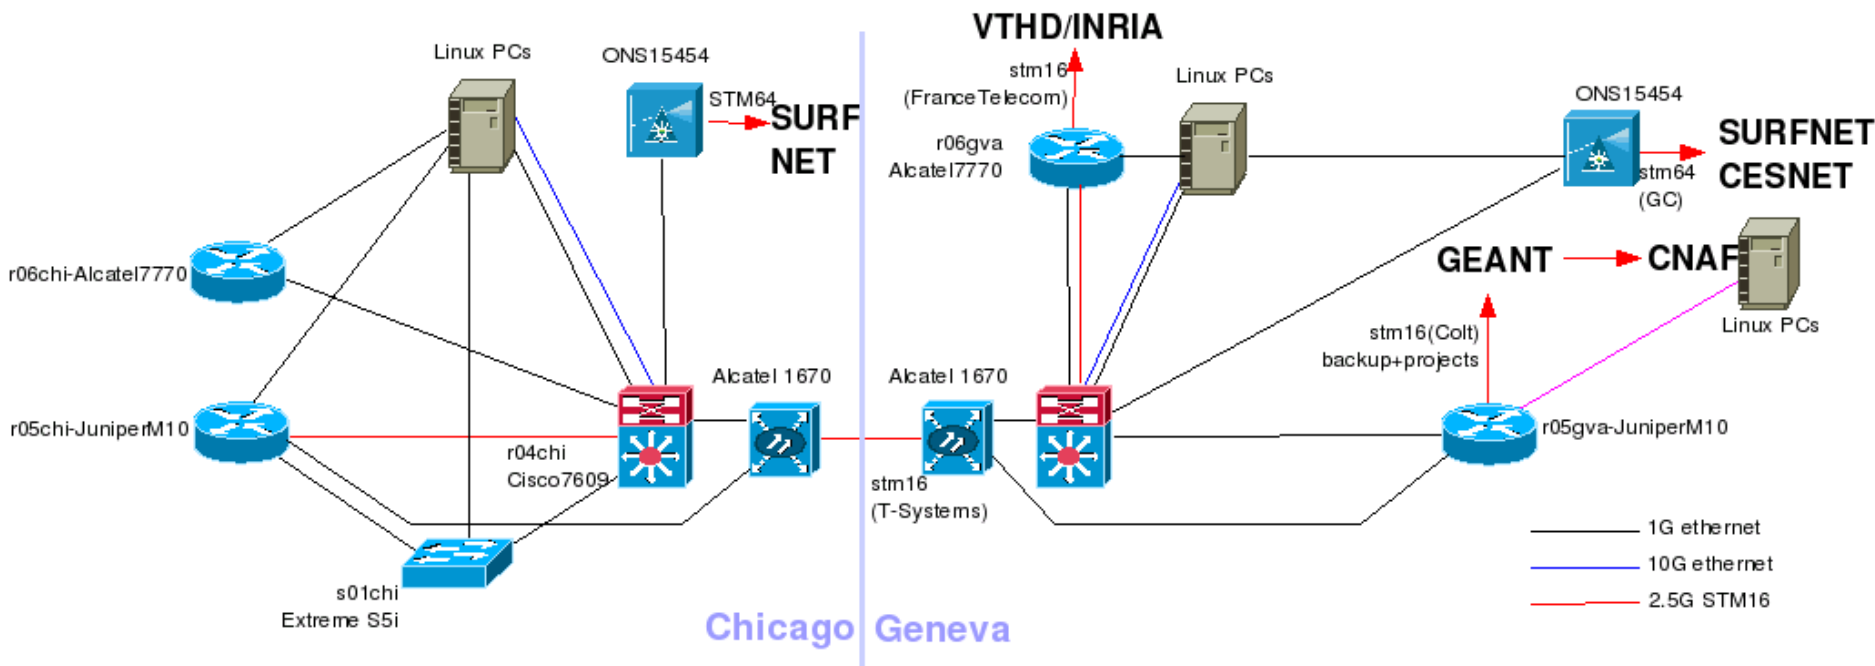 VTHD/INRIA
Linux PCs
ONS15454
STM64
SURF
NET
stm16
(FranceTelecom)
Linux PCs
r06gva
Alcatel7770
ONS15454
SURFNET
CESNET
stm64
(GC)
r06chi-Alcatel7770
GEANT
CNAF
Linux PCs
stm16(Colt)
backup+projects
Alcatel 1670
Alcatel 1670
r05chi-JuniperM10
r04chi
Cisco7609
stm16
(T-Systems)
r05gva-JuniperM10
s01chi
Extreme S5i
1G ethernet
10G ethernet
2.5G STM16
Chicago
Geneva